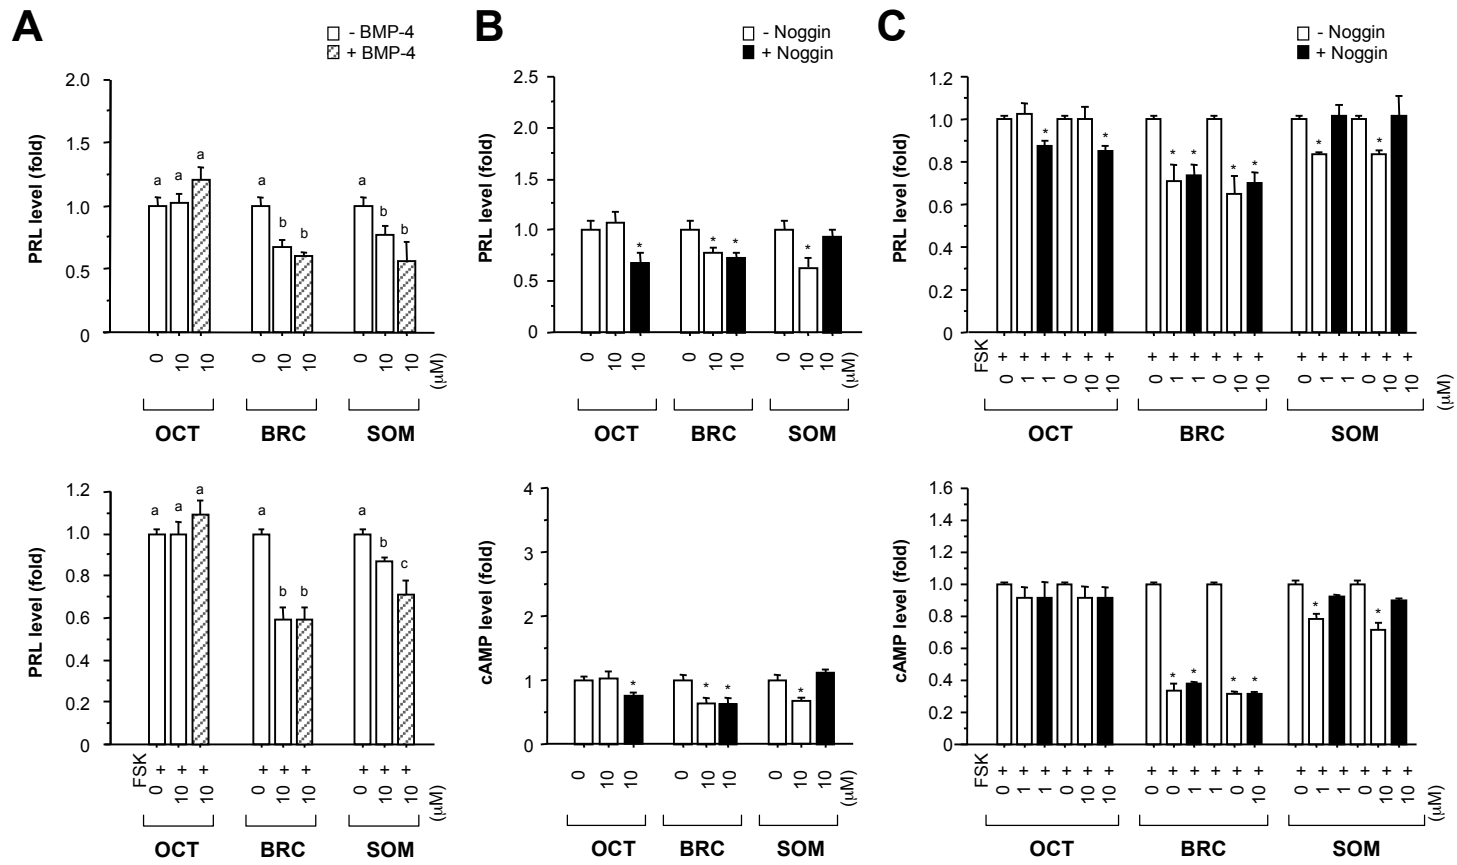 A
- BMP-4
+ BMP-4
PRL level (fold)
2.0
1.5
1.0
0.5
0
a a a
a b b
a b b
0 10 10
0 10 10
0 10 10 (µM)
OCT BRC SOM
PRL level (fold)
1.2
1.0
0.8
0.6
0.4
0.2
0
a a a
a b b
a b c
FSK + + + + + + + + +
0 10 10
0 10 10
0 10 10 (µM)
OCT BRC SOM
B
- Noggin
+ Noggin
PRL level (fold)
2.5
2.0
1.5
1.0
0.5
0
*
* *
*
0 10 10
0 10 10
0 10 10 (µM)
OCT BRC SOM
cAMP level (fold)
4
3
2
1
0
*
* *
*
0 10 10
0 10 10
0 10 10 (µM)
OCT BRC SOM
C
- Noggin
+ Noggin
PRL level (fold)
1.2
1.0
0.8
0.6
0.4
0.2
0
* *
* * * *
* *
FSK + + + + + + + + + + + + + + + + + +
0 1 1 0 10 10
0 1 1 0 10 10
0 1 1 0 10 10 (µM)
OCT BRC SOM
cAMP level (fold)
1.6
1.4
1.2
1.0
0.8
0.6
0.4
0.2
0
* * * *
* *
FSK + + + + + + + + + + + + + + + + + +
0 1 1 0 10 10
0 1 1 1 0 10
0 1 1 0 10 10 (µM)
OCT BRC SOM